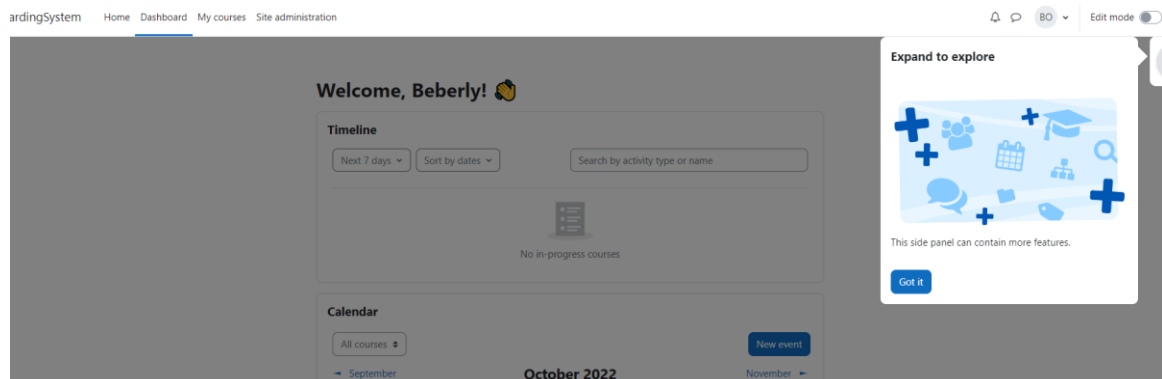 ardingSystem Home Dashboard My courses Site administration BO Edit mode
Expand to explore
This side panel can contain more features.
Got it
Welcome, Beberly!
Timeline
Next 7 days Sort by dates Search by activity type or name
No in-progress courses
Calendar
All courses New event
September October 2022 November